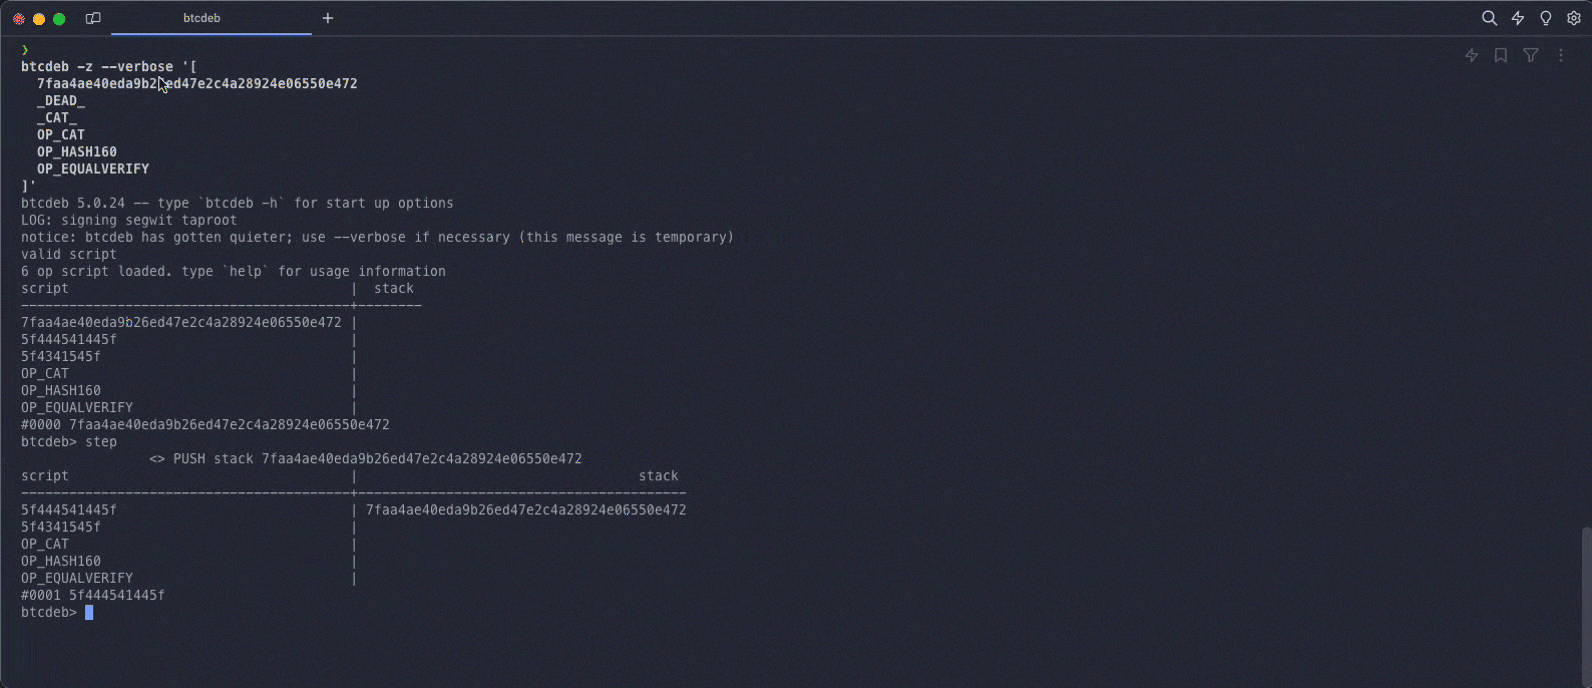 btcdeb
❯
btcdeb -z --verbose '[
  7faa4ae40eda9b26ed47e2c4a28924e06550e472
  _DEAD_
  _CAT_
  OP_CAT
  OP_HASH160
  OP_EQUALVERIFY
]'
btcdeb 5.0.24 -- type `btcdeb -h` for start up options
LOG: signing segwit taproot
notice: btcdeb has gotten quieter; use --verbose if necessary (this message is temporary)
valid script
6 op script loaded. type `help` for usage information
script                                   |  stack
-----------------------------------------+--------
7faa4ae40eda9b26ed47e2c4a28924e06550e472 |
5f444541445f                             |
5f4341545f                               |
OP_CAT                                   |
OP_HASH160                               |
OP_EQUALVERIFY                           |
#0000 7faa4ae40eda9b26ed47e2c4a28924e06550e472
btcdeb> step
                <> PUSH stack 7faa4ae40eda9b26ed47e2c4a28924e06550e472
script                                   |                                   stack
-----------------------------------------+-----------------------------------------
5f444541445f                             | 7faa4ae40eda9b26ed47e2c4a28924e06550e472
5f4341545f                               |
OP_CAT                                   |
OP_HASH160                               |
OP_EQUALVERIFY                           |
#0001 5f444541445f
btcdeb>